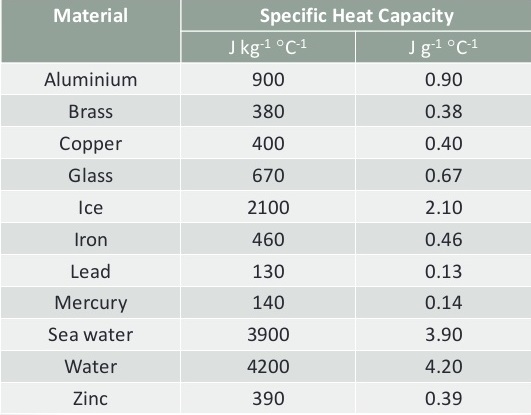 Material Specific Heat Capacity
J kg⁻¹ °C⁻¹ J g⁻¹ °C⁻¹
Aluminium 900 0.90
Brass 380 0.38
Copper 400 0.40
Glass 670 0.67
Ice 2100 2.10
Iron 460 0.46
Lead 130 0.13
Mercury 140 0.14
Sea water 3900 3.90
Water 4200 4.20
Zinc 390 0.39